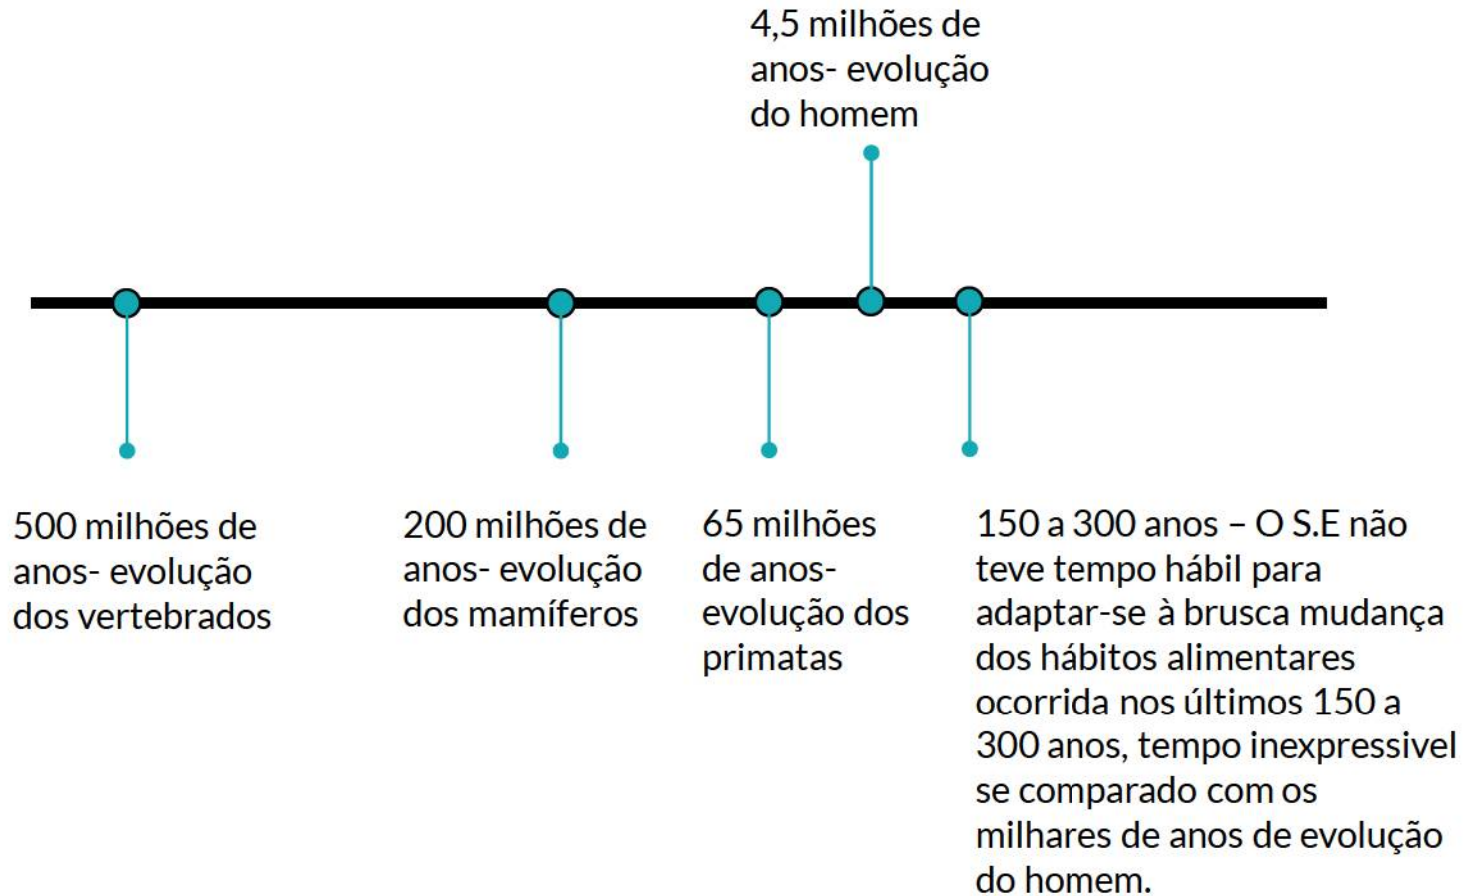 4,5 milhões de
anos- evolução
do homem
500 milhões de
anos- evolução
dos vertebrados
200 milhões de
anos- evolução
dos mamíferos
65 milhões
de anos-
evolução dos
primatas
150 a 300 anos – O S.E não
teve tempo hábil para
adaptar-se à brusca mudança
dos hábitos alimentares
ocorrida nos últimos 150 a
300 anos, tempo inexpressivel
se comparado com os
milhares de anos de evolução
do homem.